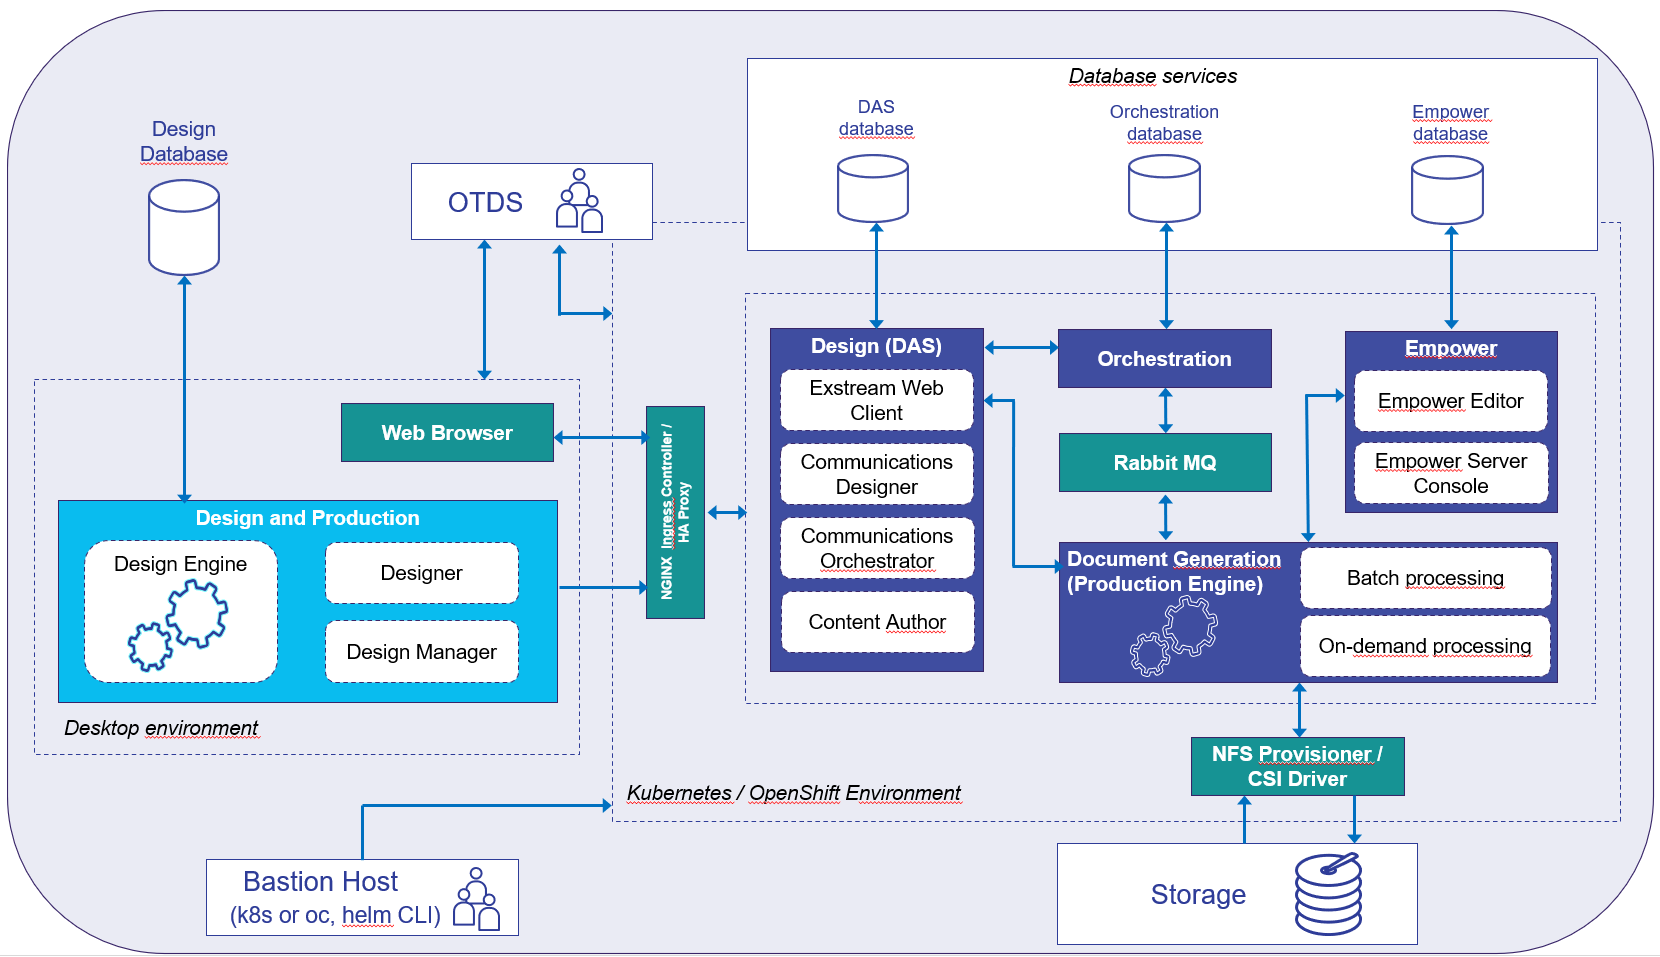 Database services
DAS
database
Orchestration
database
Empower
database
Design
Database
OTDS
Design (DAS)
Exstream Web
Client
Communications
Designer
Communications
Orchestrator
Content Author
Orchestration
Rabbit MQ
Empower
Empower Editor
Empower Server
Console
Document Generation
(Production Engine)
Batch processing
On-demand processing
Web Browser
NGINX Ingress Controller /
HA Proxy
Design and Production
Design Engine
Designer
Design Manager
Desktop environment
NFS Provisioner /
CSI Driver
Kubernetes / OpenShift Environment
Bastion Host
(k8s or oc, helm CLI)
Storage